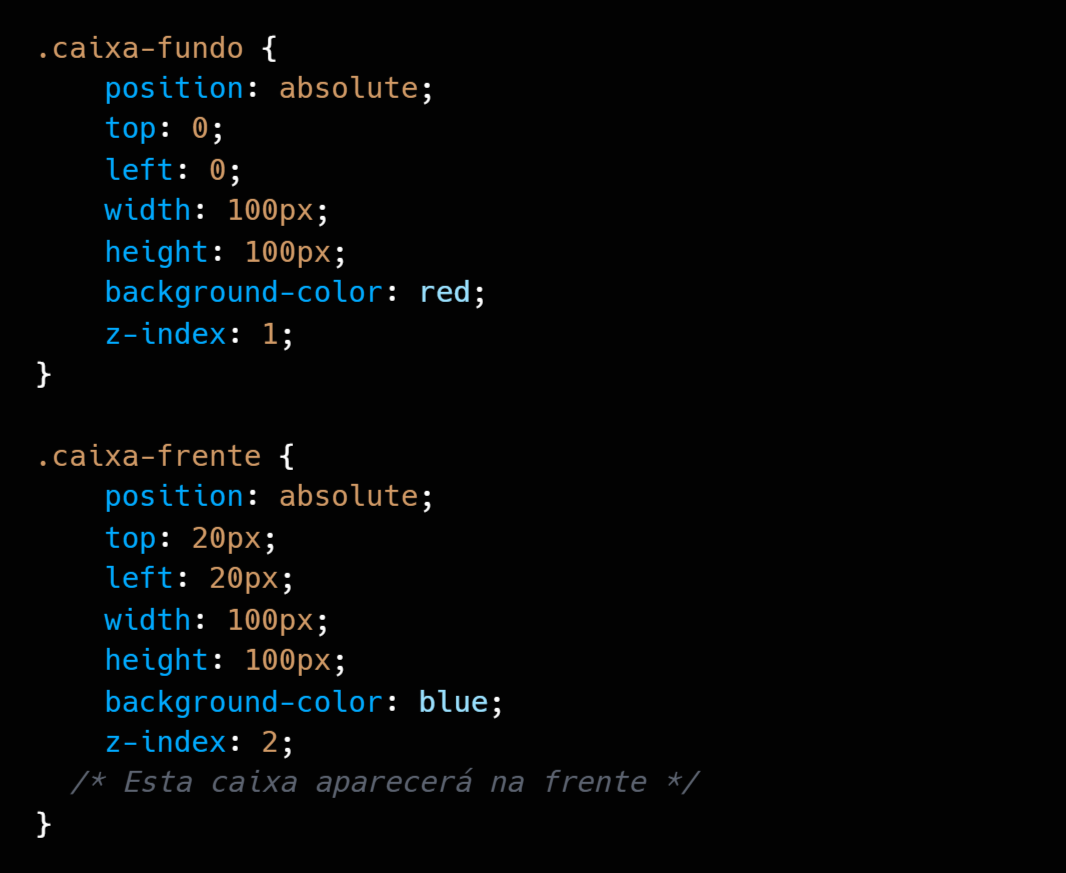 .caixa-fundo {
    position: absolute;
    top: 0;
    left: 0;
    width: 100px;
    height: 100px;
    background-color: red;
    z-index: 1;
}

.caixa-frente {
    position: absolute;
    top: 20px;
    left: 20px;
    width: 100px;
    height: 100px;
    background-color: blue;
    z-index: 2;
  /* Esta caixa aparecerá na frente */
}